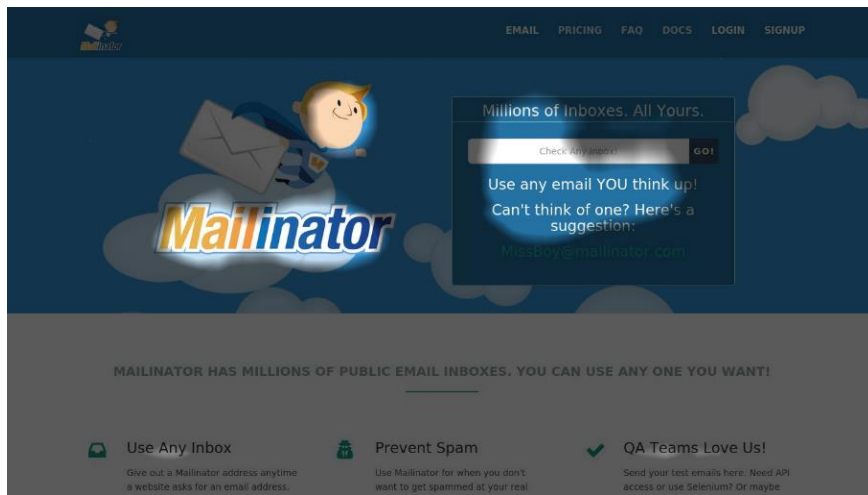 Mailinator
EMAIL PRICING FAQ DOCS LOGIN SIGNUP
Mailinator
Millions of Inboxes. All Yours.
Check Any Inbox!
GO!
Use any email YOU think up!
Can't think of one? Here's a
suggestion:
MissBoy@mailinator.com
MAILINATOR HAS MILLIONS OF PUBLIC EMAIL INBOXES. YOU CAN USE ANY ONE YOU WANT!
Use Any Inbox
Give out a Mailinator address anytime
a website asks for an email address.
Prevent Spam
Use Mailinator for when you don't
want to get spammed at your real
QA Teams Love Us!
Send your test emails here. Need API
access or use Selenium? Or maybe